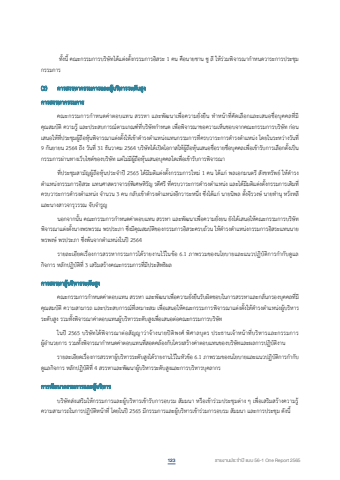 ทั้งนี้ คณะกรรมการบริษัทได้แต่งตั้งกรรมการอิสระ 1 คน คือนายชาน ชู ลี ให้ร่วมพิจารณากำหนดวาระการประชุม
กรรมการ
(3) การสรรหากรรมการและผู้บริหารระดับสูง
การสรรหากรรมการ
คณะกรรมการกำหนดค่าตอบแทน สรรหา และพัฒนาเพื่อความยั่งยืน ทำหน้าที่คัดเลือกและเสนอชื่อบุคคลที่มี
คุณสมบัติ ความรู้ และประสบการณ์ตามเกณฑ์ที่บริษัทกำหนด เพื่อพิจารณาขอความเห็นชอบจากคณะกรรมการบริษัท ก่อน
เสนอให้ที่ประชุมผู้ถือหุ้นพิจารณาแต่งตั้งให้เข้าดำรงตำแหน่งแทนกรรมการที่ครบวาระการดำรงตำแหน่ง โดยในระหว่างวันที่
9 กันยายน 2564 ถึง วันที่ 31 ธันวาคม 2564 บริษัทได้เปิดโอกาสให้ผู้ถือหุ้นเสนอชื่อรายชื่อบุคคลเพื่อเข้ารับการเลือกตั้งเป็น
กรรมการผ่านทางเว็บไซต์ของบริษัท แต่ไม่มีผู้ถือหุ้นเสนอบุคคลใดเพื่อเข้ารับการพิจารณา
ที่ประชุมสามัญผู้ถือหุ้นประจำปี 2565 ได้มีมติแต่งตั้งกรรมการใหม่ 1 คน ได้แก่ พลเอกมนตรี สังขทรัพย์ ให้ดำรง
ตำแหน่งกรรมการอิสระ แทนศาสตราจารย์พิเศษหิรัญ รดีศรี ที่ครบวาระการดำรงตำแหน่ง และได้มีมติแต่งตั้งกรรมการเดิมที่
ครบวาระการดำรงตำแหน่ง จำนวน 3 คน กลับเข้าดำรงตำแหน่งอีกวาระหนึ่ง ซึ่งได้แก่ นายนิพล ตั้งจีรวงษ์ นายทำนุ หวังหลี
และนางสาวจารุวรรณ จับจำรูญ
นอกจากนั้น คณะกรรมการกำหนดค่าตอบแทน สรรหา และพัฒนาเพื่อความยั่งยืน ยังได้เสนอให้คณะกรรมการบริษัท
พิจารณาแต่งตั้งนางพรพรรณ พรประภา ซึ่งมีคุณสมบัติของกรรมการอิสระครบถ้วน ให้ดำรงตำแหน่งกรรมการอิสระแทนนาย
พรพงษ์ พรประภา ซึ่งพ้นจากตำแหน่งในปี 2564
รายละเอียดเรื่องการสรรหากรรมการได้รายงานไว้ในข้อ 6.1 ภาพรวมของนโยบายและแนวปฏิบัติการกำกับดูแล
กิจการ หลักปฏิบัติที่ 3 เสริมสร้างคณะกรรมการที่มีประสิทธิผล
การสรรหาผู้บริหารระดับสูง
คณะกรรมการกำหนดค่าตอบแทน สรรหา และพัฒนาเพื่อความยั่งยืนรับผิดชอบในการสรรหาและกลั่นกรองบุคคลที่มี
คุณสมบัติ ความสามารถ และประสบการณ์ที่เหมาะสม เพื่อเสนอให้คณะกรรมการพิจารณาแต่งตั้งให้ดำรงตำแหน่งผู้บริหาร
ระดับสูง รวมทั้งพิจารณาค่าตอบแทนผู้บริหารระดับสูงเพื่อเสนอต่อคณะกรรมการบริษัท
ในปี 2565 บริษัทได้พิจารณาต่อสัญญาว่าจ้างนายธิติพงศ์ พิศาลบุตร ประธานเจ้าหน้าที่บริหารและกรรมการ
ผู้อำนวยการ รวมทั้งพิจารณากำหนดค่าตอบแทนที่สอดคล้องกับโครงสร้างค่าตอบแทนของบริษัทและผลการปฏิบัติงาน
รายละเอียดเรื่องการสรรหาผู้บริหารระดับสูงได้รายงานไว้ในหัวข้อ 6.1 ภาพรวมของนโยบายและแนวปฏิบัติการกำกับ
ดูแลกิจการ หลักปฏิบัติที่ 4 สรรหาและพัฒนาผู้บริหารระดับสูงและการบริหารบุคลากร
การพัฒนากรรมการและผู้บริหาร
บริษัทส่งเสริมให้กรรมการและผู้บริหารเข้ารับการอบรม สัมมนา หรือเข้าร่วมประชุมต่าง ๆ เพื่อเสริมสร้างความรู้
ความสามารถในการปฏิบัติหน้าที่ โดยในปี 2565 มีกรรมการและผู้บริหารเข้าร่วมการอบรม สัมมนา และการประชุม ดังนี้
123 รายงานประจำปี แบบ 56-1 One Report 2565